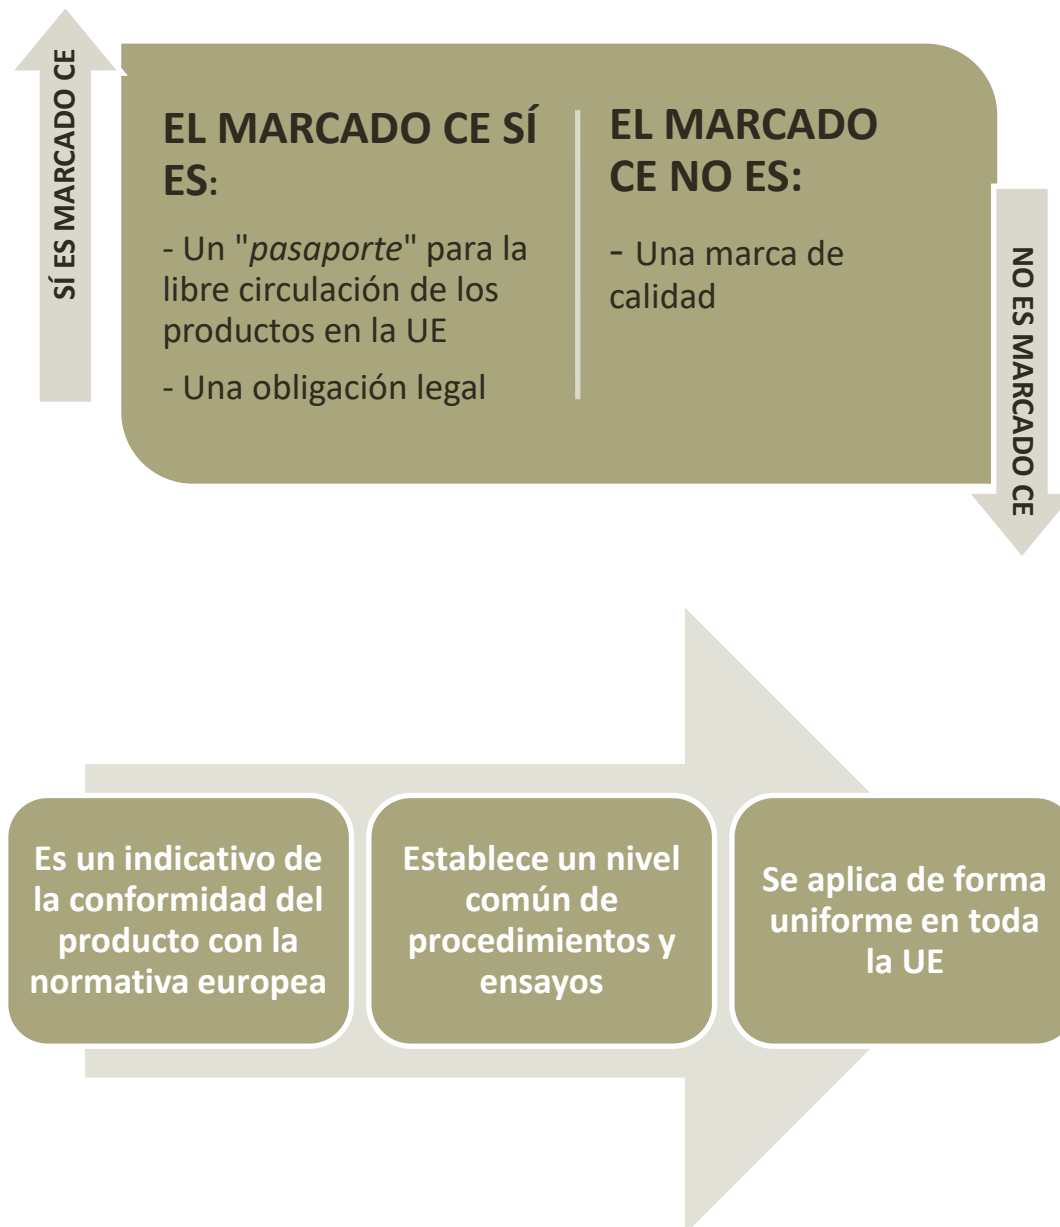 SÍ ES MARCADO CE
EL MARCADO CE SÍ
ES:
- Un "pasaporte" para la
libre circulación de los
productos en la UE
- Una obligación legal
EL MARCADO
CE NO ES:
- Una marca de
calidad
NO ES MARCADO CE
Es un indicativo de
la conformidad del
producto con la
normativa europea
Establece un nivel
común de
procedimientos y
ensayos
Se aplica de forma
uniforme en toda
la UE